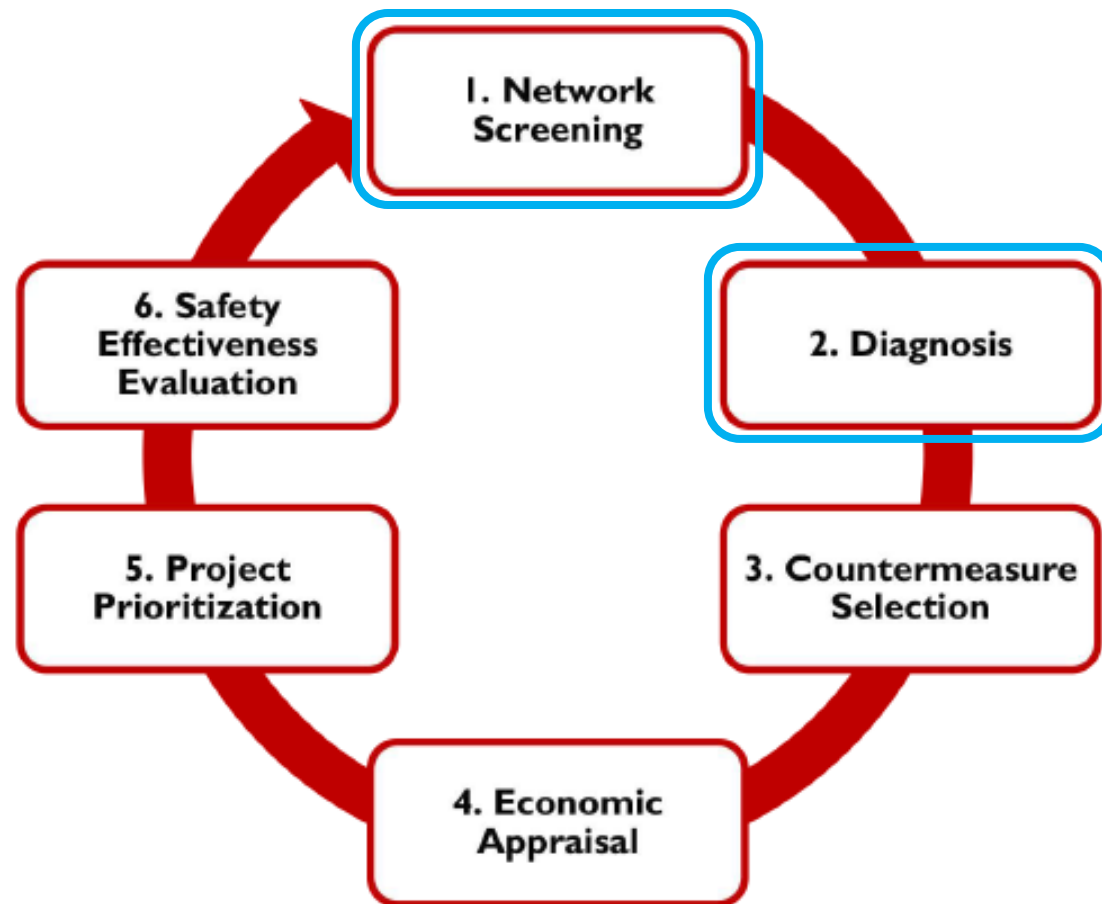 1. Network
Screening
2. Diagnosis
3. Countermeasure
Selection
4. Economic
Appraisal
5. Project
Prioritization
6. Safety
Effectiveness
Evaluation